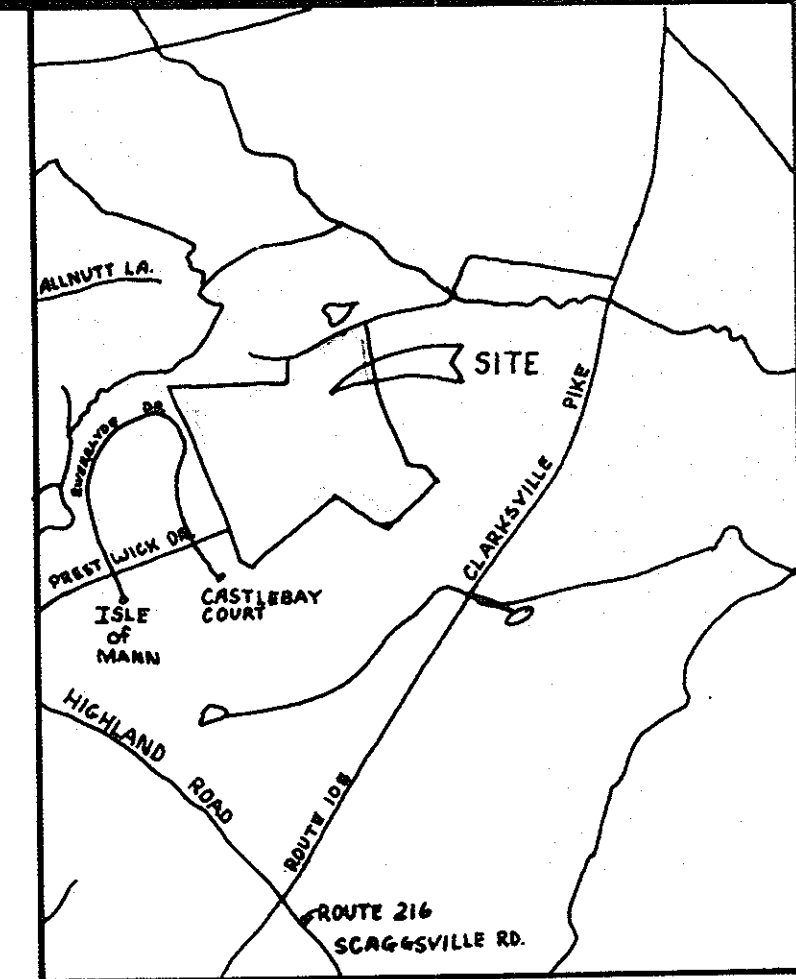 ALLNUTT LA.
SITE
PIKE
CLARKSVILLE
DR.
PRESTWICK DR.
CASTLEBAY
COURT
ISLE
of
MANN
HIGHLAND
ROAD
ROUTE 108
ROUTE 216
SCAGGSVILLE RD.